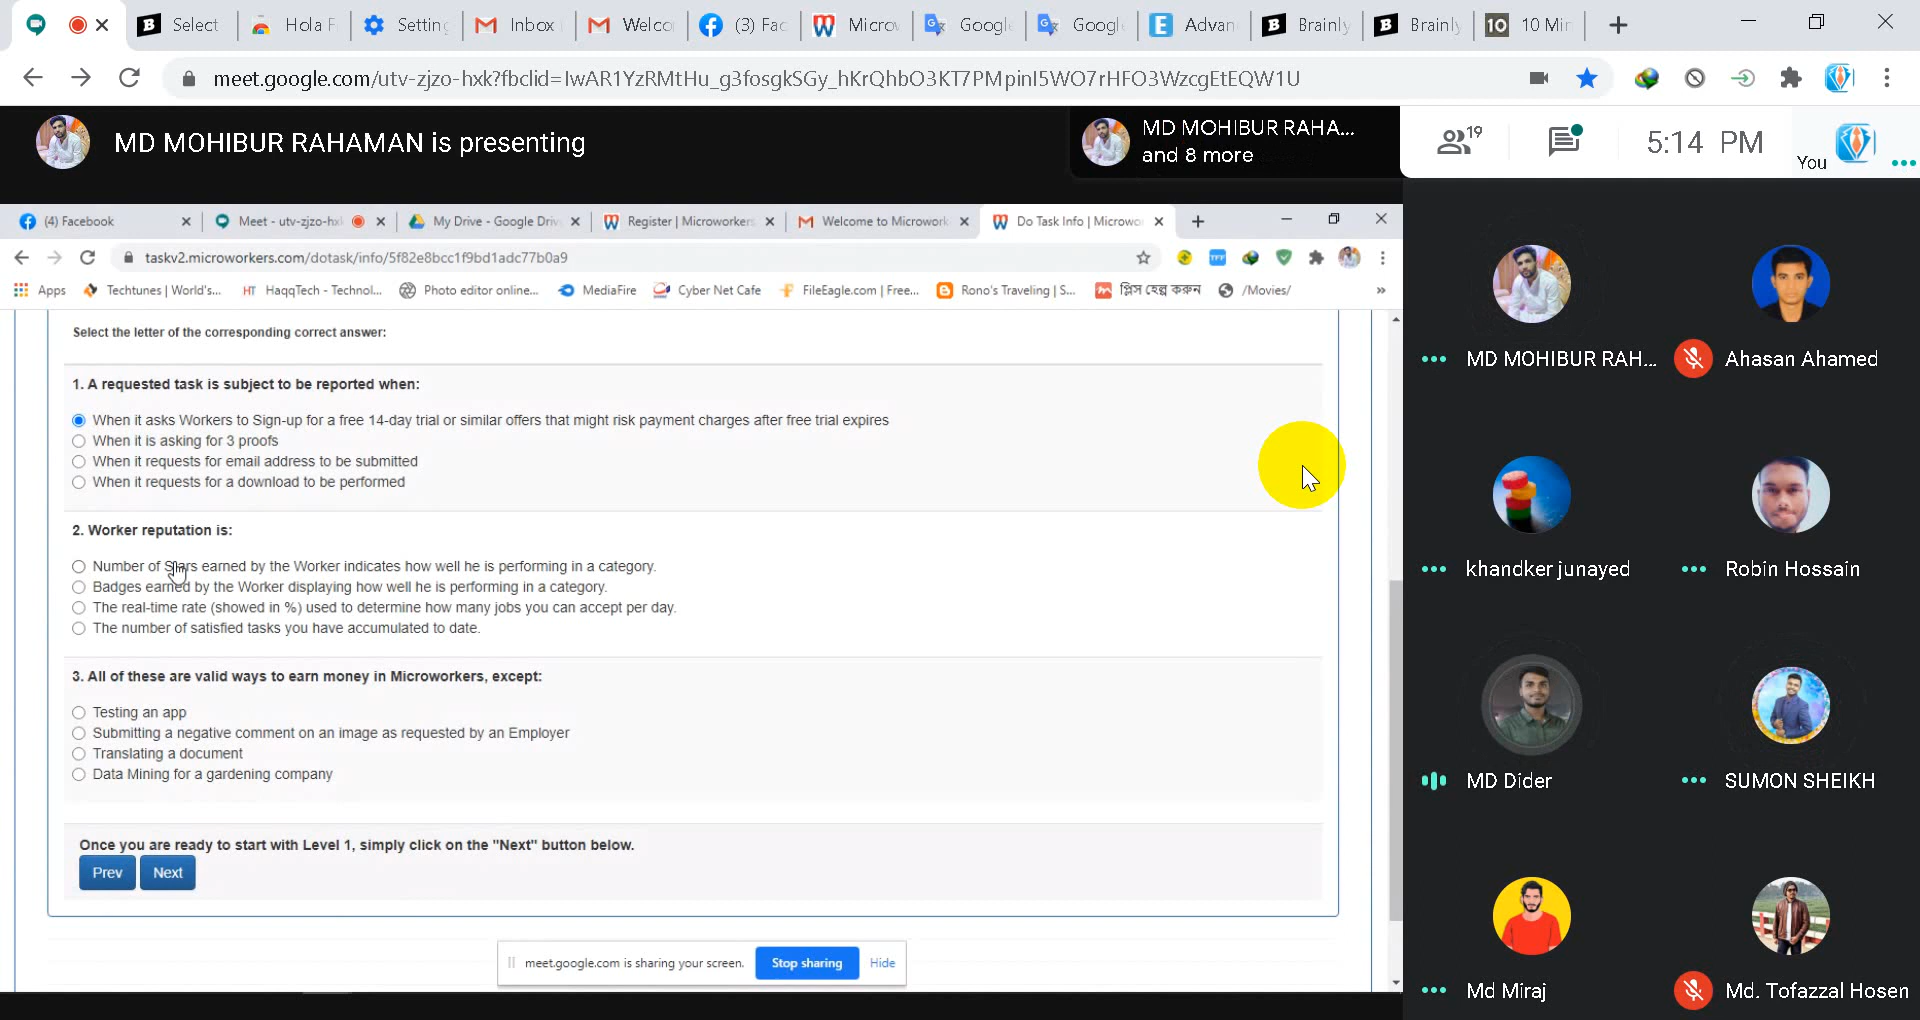 Select
Hola F
Setting
Inbox
Welco
(3) Fac
Micro
Google
Googl
Advan
Brainly
Brainly
10 Min
meet.google.com/utv-zjzo-hxk?fbclid=IwAR1YzRMtHu_g3fosgkSGy_hKrQhbO3KT7PMpinI5WO7rHFO3WzcgEtEQW1U
MD MOHIBUR RAHAMAN is presenting
MD MOHIBUR RAHA...
and 8 more
19
5:14 PM
You
(4) Facebook
Meet - utv-zjzo-hxk
My Drive - Google Driv
Register | Microworkers
Welcome to Microwork
Do Task Info | Microwo
taskv2.microworkers.com/dotask/info/5f82e8bcc1f9bd1adc77b0a9
Apps
Techtunes | World's...
HT HaqqTech - Technol...
Photo editor online...
MediaFire
Cyber Net Cafe
FileEagle.com | Free...
Rono's Traveling | S...
প্লিস হেল্প করুন
/Movies/
»
Select the letter of the corresponding correct answer:
1. A requested task is subject to be reported when:
When it asks Workers to Sign-up for a free 14-day trial or similar offers that might risk payment charges after free trial expires
When it is asking for 3 proofs
When it requests for email address to be submitted
When it requests for a download to be performed
2. Worker reputation is:
Number of Stars earned by the Worker indicates how well he is performing in a category.
Badges earned by the Worker displaying how well he is performing in a category.
The real-time rate (showed in %) used to determine how many jobs you can accept per day.
The number of satisfied tasks you have accumulated to date.
3. All of these are valid ways to earn money in Microworkers, except:
Testing an app
Submitting a negative comment on an image as requested by an Employer
Translating a document
Data Mining for a gardening company
Once you are ready to start with Level 1, simply click on the "Next" button below.
Prev Next
meet.google.com is sharing your screen. Stop sharing Hide
MD MOHIBUR RAH...
Ahasan Ahamed
khandker junayed
Robin Hossain
MD Dider
SUMON SHEIKH
Md Miraj
Md. Tofazzal Hosen